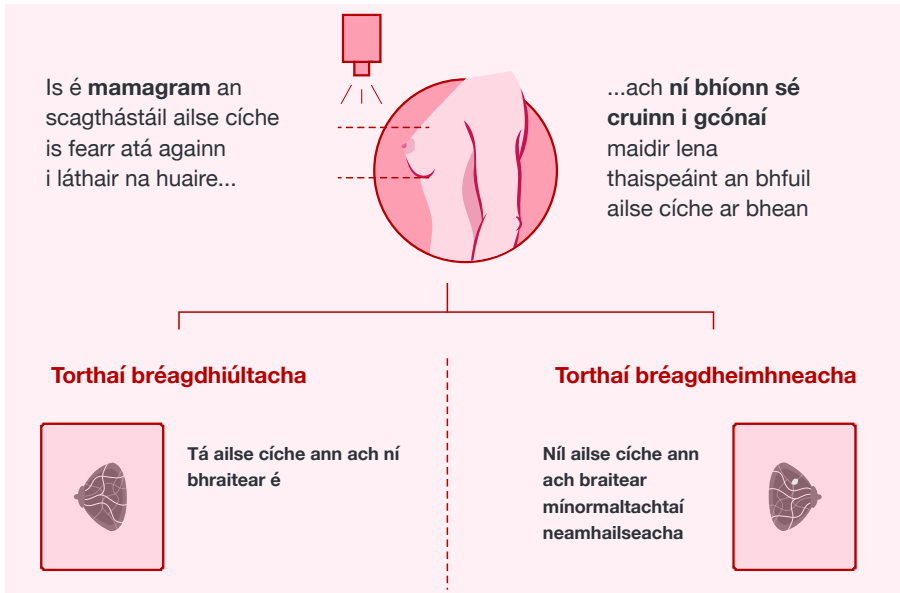 Is é mamagram an
scagthástáil ailse cíche
is fearr atá againn
i láthair na huaire...
...ach ní bhíonn sé
cruinn i gcónaí
maidir lena
thaispeáint an bhfuil
ailse cíche ar bhean
Torthaí bréagdhiúltacha
Tá ailse cíche ann ach ní
bhraitear é
Torthaí bréagdheimhneacha
Níl ailse cíche ann
ach braitear
mínormaltachtaí
neamhailseacha